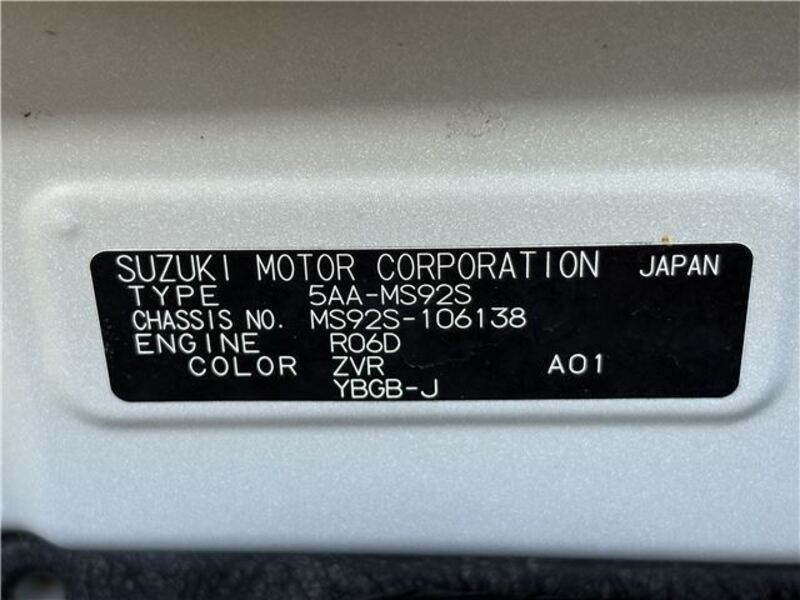 SUZUKI MOTOR CORPORATION JAPAN
TYPE 5AA-MS92S
CHASSIS NO. MS92S-106138
ENGINE R06D
COLOR ZVR A01
YBGB-J